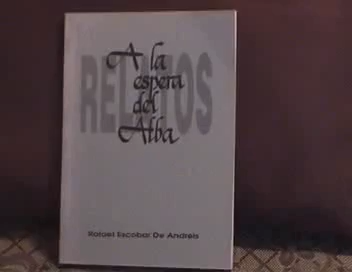 RELATOS
A la
espera
del
Alba
Rafael Escobar De Andreis